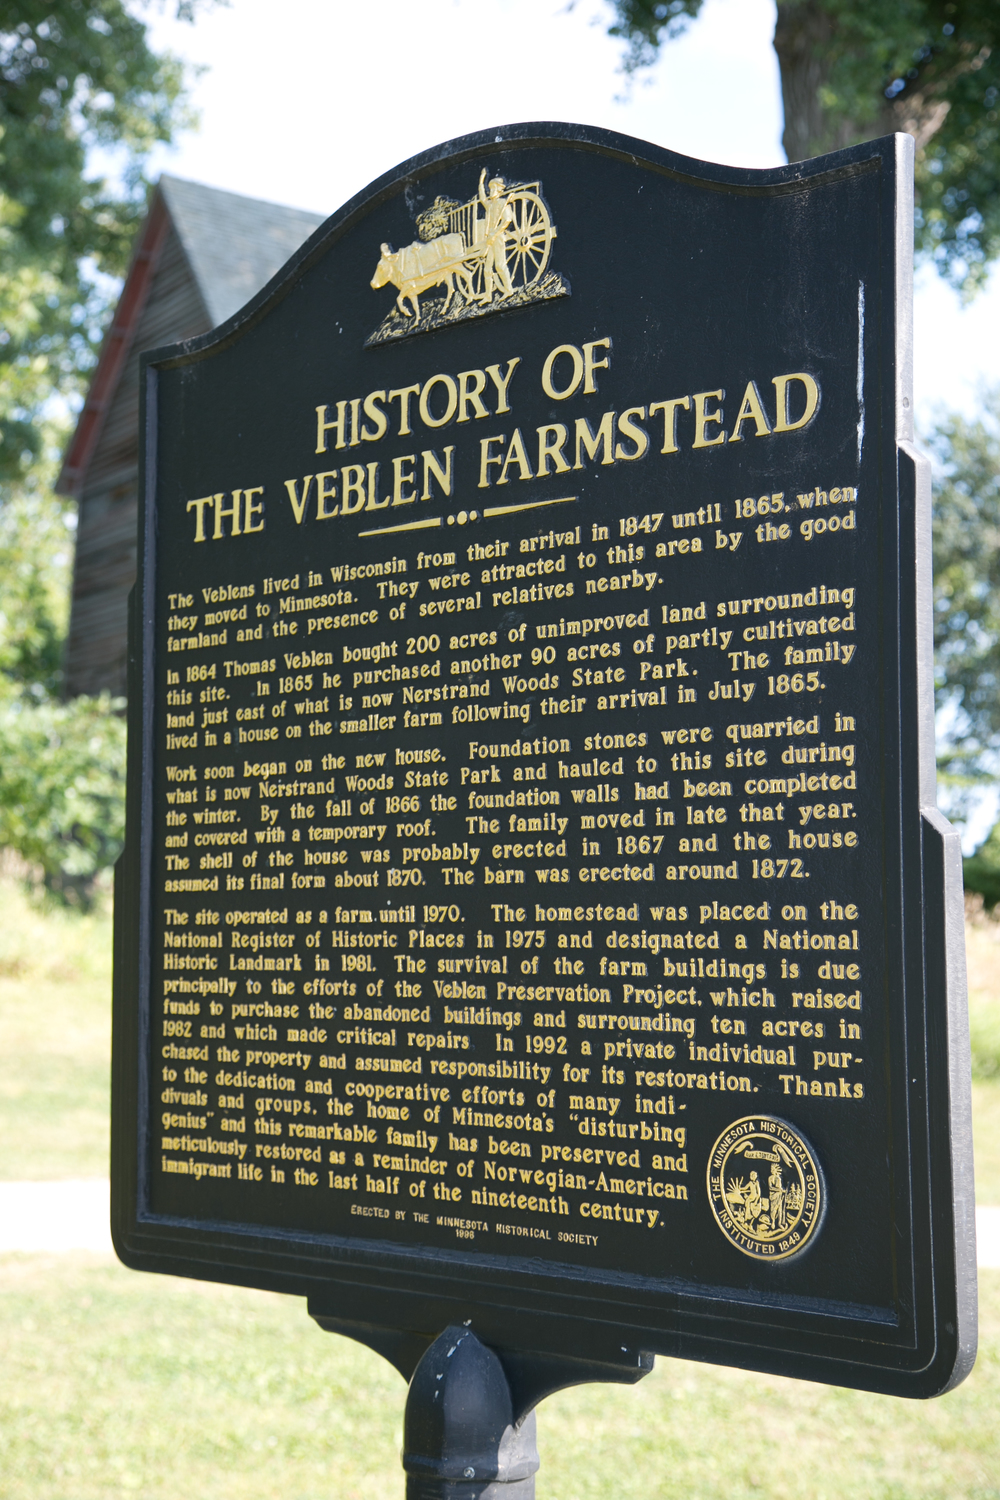 HISTORY OF
THE VEBLEN FARMSTEAD
The Veblens lived in Wisconsin from their arrival in 1847 until 1865, when
they moved to Minnesota. They were attracted to this area by the good
farmland and the presence of several relatives nearby.
In 1864 Thomas Veblen bought 200 acres of unimproved land surrounding
this site. In 1865 he purchased another 90 acres of partly cultivated
land just east of what is now Nerstrand Woods State Park. The family
lived in a house on the smaller farm following their arrival in July 1865.
Work soon began on the new house. Foundation stones were quarried in
what is now Nerstrand Woods State Park and hauled to this site during
the winter. By the fall of 1866 the foundation walls had been completed
and covered with a temporary roof. The family moved in late that year.
The shell of the house was probably erected in 1867 and the house
assumed its final form about 1870. The barn was erected around 1872.
The site operated as a farm until 1970. The homestead was placed on the
National Register of Historic Places in 1975 and designated a National
Historic Landmark in 1981. The survival of the farm buildings is due
principally to the efforts of the Veblen Preservation Project, which raised
funds to purchase the abandoned buildings and surrounding ten acres in
1982 and which made critical repairs In 1992 a private individual pur-
chased the property and assumed responsibility for its restoration. Thanks
to the dedication and cooperative efforts of many indi-
divuals and groups, the home of Minnesota's "disturbing
genius" and this remarkable family has been preserved and
meticulously restored as a reminder of Norwegian-American
immigrant life in the last half of the nineteenth century.
ERECTED BY THE MINNESOTA HISTORICAL SOCIETY
1996
THE MINNESOTA HISTORICAL SOCIETY
INSTITUTED 1849